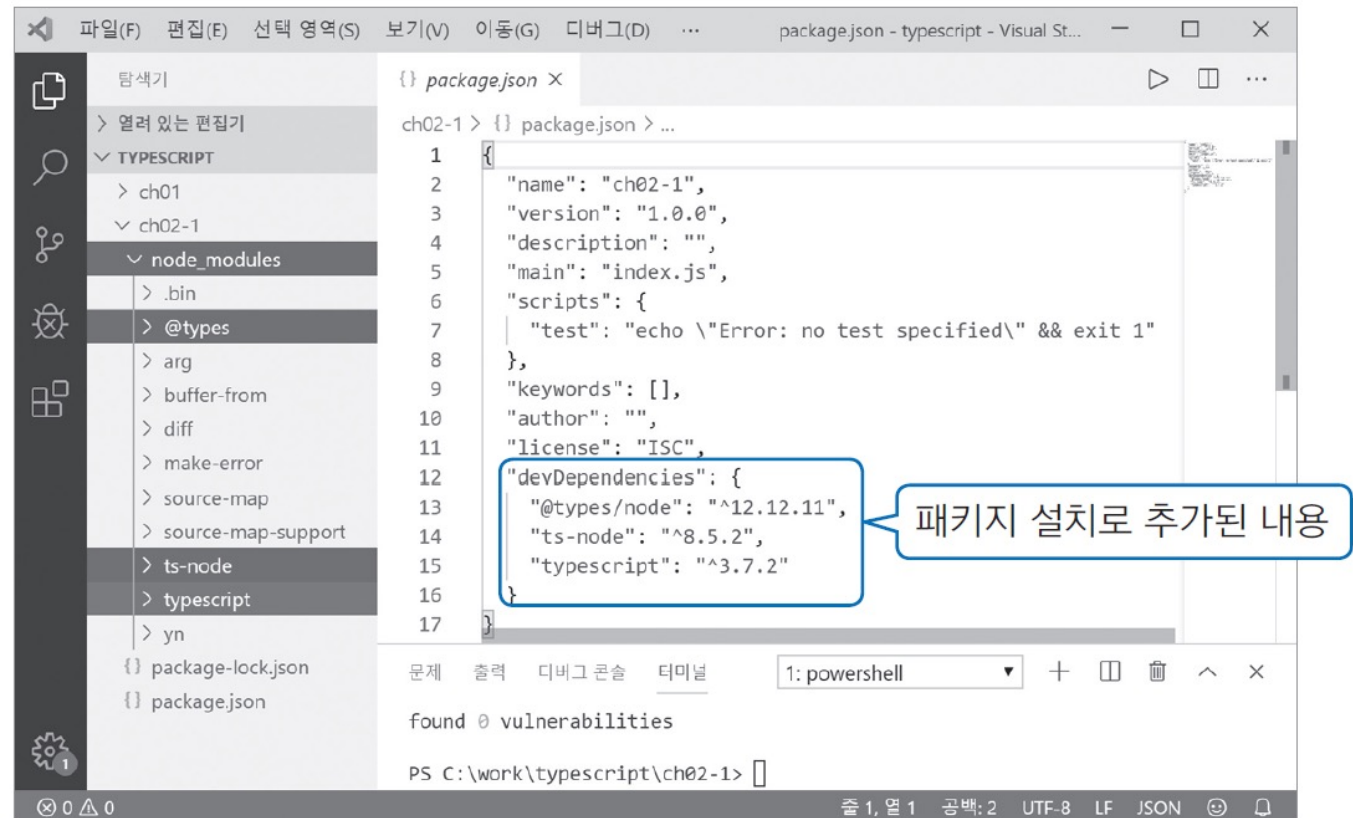 파일(F) 편집(E) 선택 영역(S) 보기(V) 이동(G) 디버그(D) ··· package.json - typescript - Visual St...
탐색기
> 열려 있는 편집기
TYPESCRIPT
> ch01
ch02-1
node_modules
> .bin
> @types
> arg
> buffer-from
> diff
> make-error
> source-map
> source-map-support
> ts-node
> typescript
> yn
{} package-lock.json
{} package.json
1
{} package.json ×
ch02-1 > {} package.json > ...
1 {
2 "name": "ch02-1",
3 "version": "1.0.0",
4 "description": "",
5 "main": "index.js",
6 "scripts": {
7 "test": "echo \"Error: no test specified\" && exit 1"
8 },
9 "keywords": [],
10 "author": "",
11 "license": "ISC",
12 "devDependencies": {
13 "@types/node": "^12.12.11",
14 "ts-node": "^8.5.2",
15 "typescript": "^3.7.2"
16 }
17 }
패키지 설치로 추가된 내용
문제 출력 디버그 콘솔 터미널 1: powershell
found 0 vulnerabilities
PS C:\work\typescript\ch02-1>
0 0 줄 1, 열 1 공백: 2 UTF-8 LF JSON